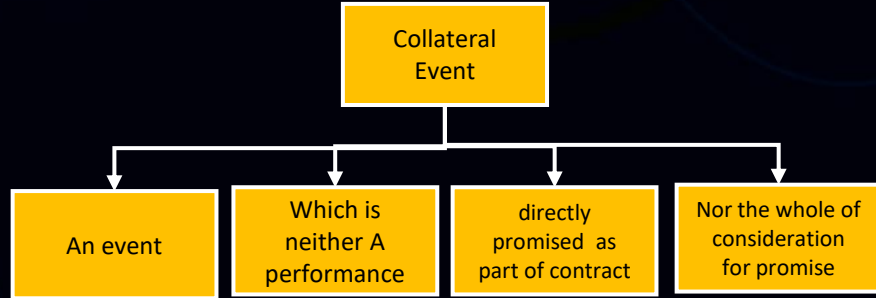 Collateral
Event
An event
Which is
neither A
performance
directly
promised as
part of contract
Nor the whole of
consideration
for promise